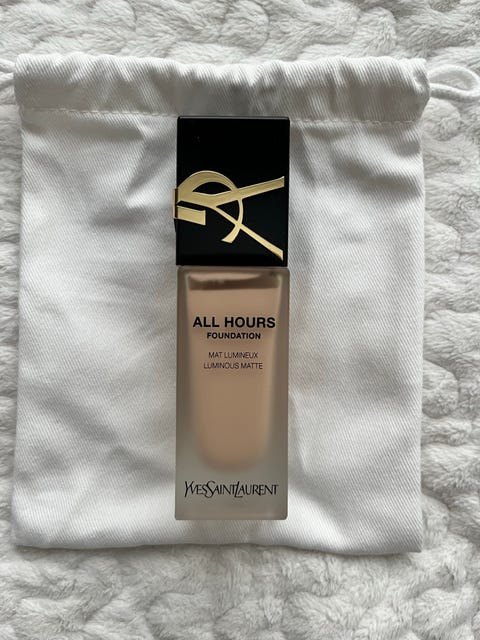 ALL HOURS
FOUNDATION
MAT LUMINEUX
LUMINOUS MATTE
YVESSAINTLAURENT